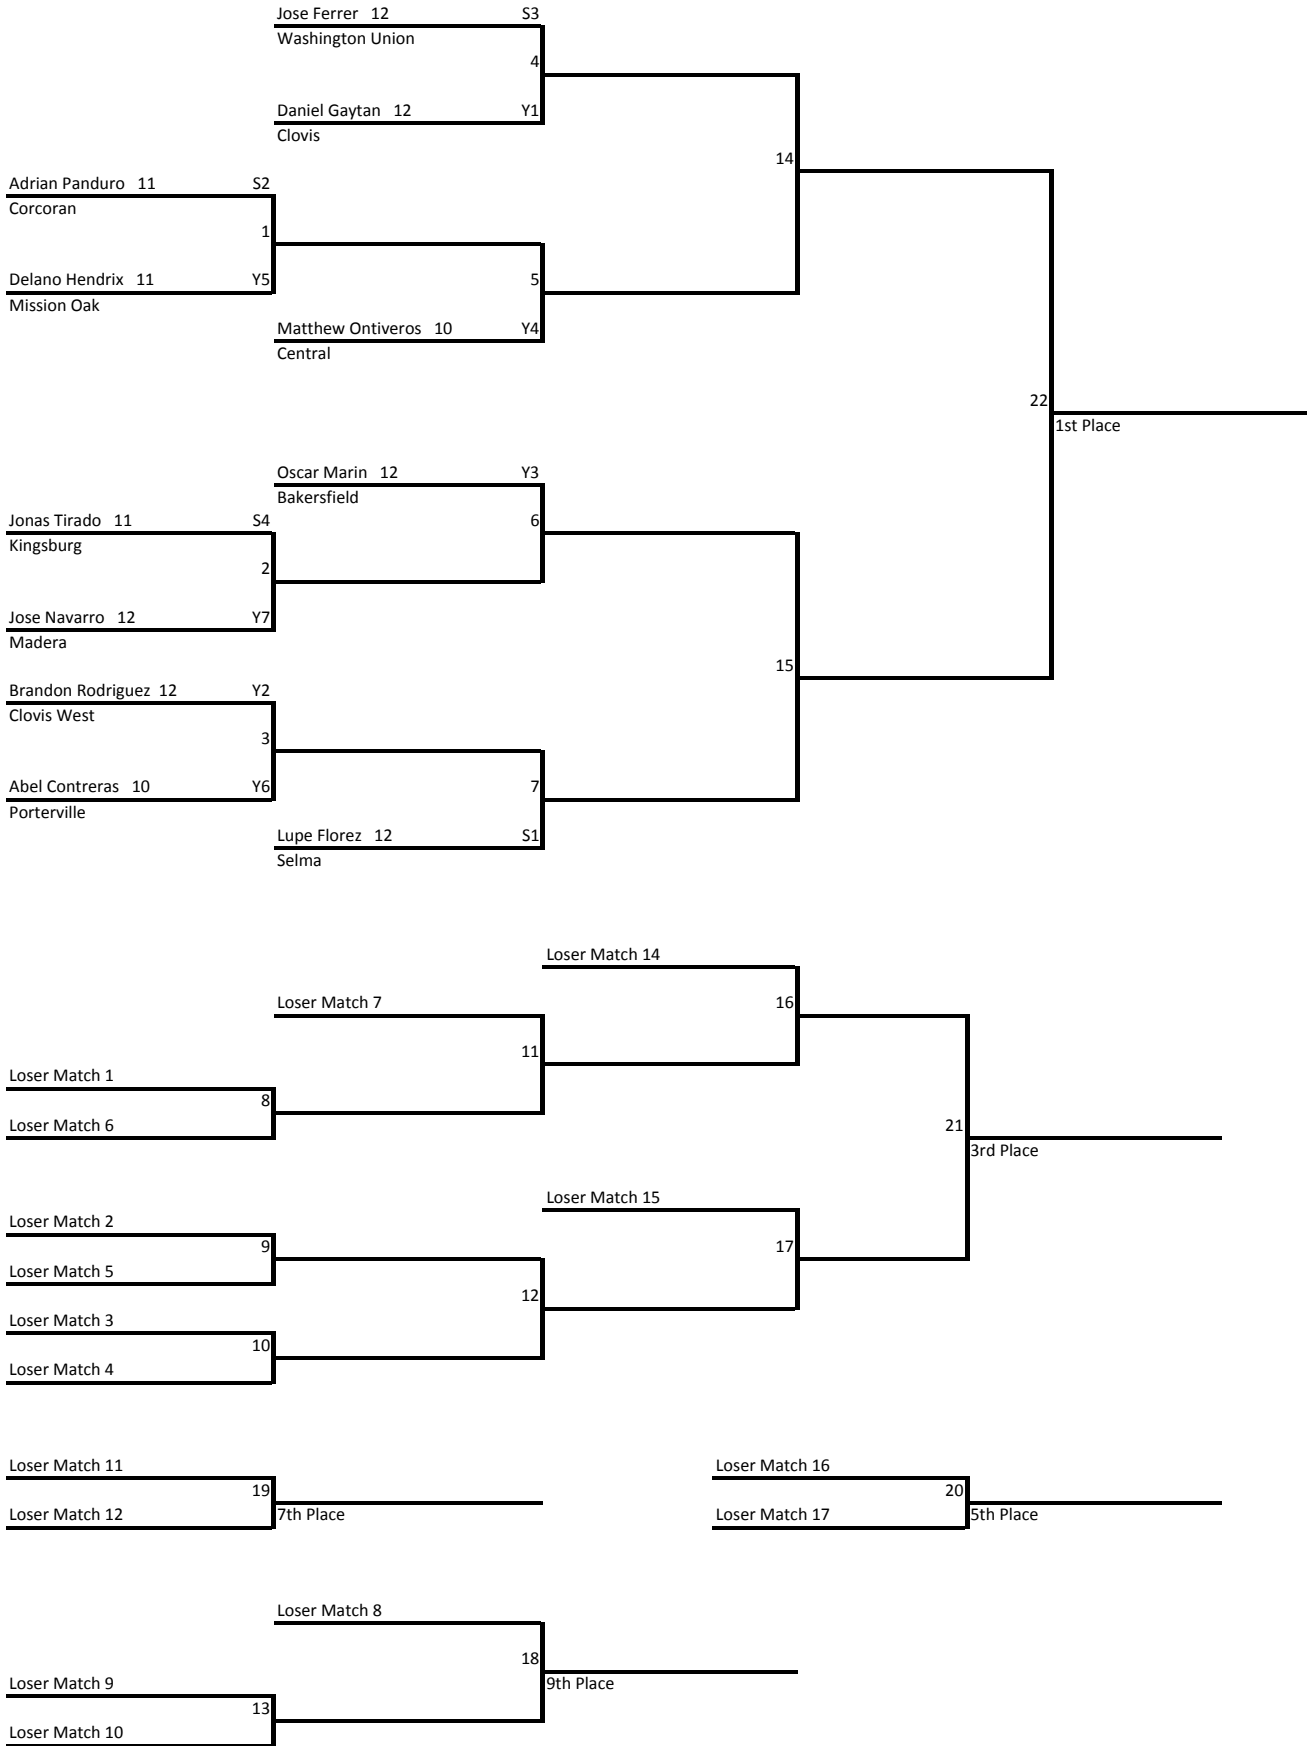 Jose Ferrer 12 S3
Washington Union
4
Daniel Gaytan 12 Y1
Clovis
14
Adrian Panduro 11 S2
Corcoran
1
Delano Hendrix 11 Y5
5
Mission Oak
Matthew Ontiveros 10 Y4
Central
22
1st Place
Oscar Marin 12 Y3
Bakersfield
Jonas Tirado 11 S4
6
Kingsburg
2
Jose Navarro 12 Y7
Madera
15
Brandon Rodriguez 12 Y2
Clovis West
3
Abel Contreras 10 Y6
7
Porterville
Lupe Florez 12 S1
Selma
Loser Match 14
Loser Match 7
16
11
Loser Match 1
8
Loser Match 6
21
3rd Place
Loser Match 15
Loser Match 2
9
17
Loser Match 5
12
Loser Match 3
10
Loser Match 4
Loser Match 11
Loser Match 16
19
20
Loser Match 12
7th Place
Loser Match 17
5th Place
Loser Match 8
18
Loser Match 9
9th Place
13
Loser Match 10